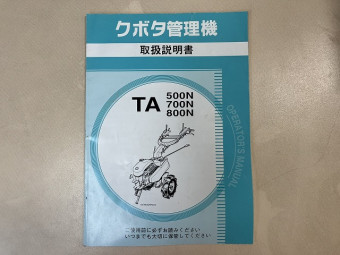 クボタ管理機
取扱説明書
TA 500N
700N
800N
OPERATOR'S MANUAL
ご使用前に必ずお読みください
いつまでも大切に保管してください